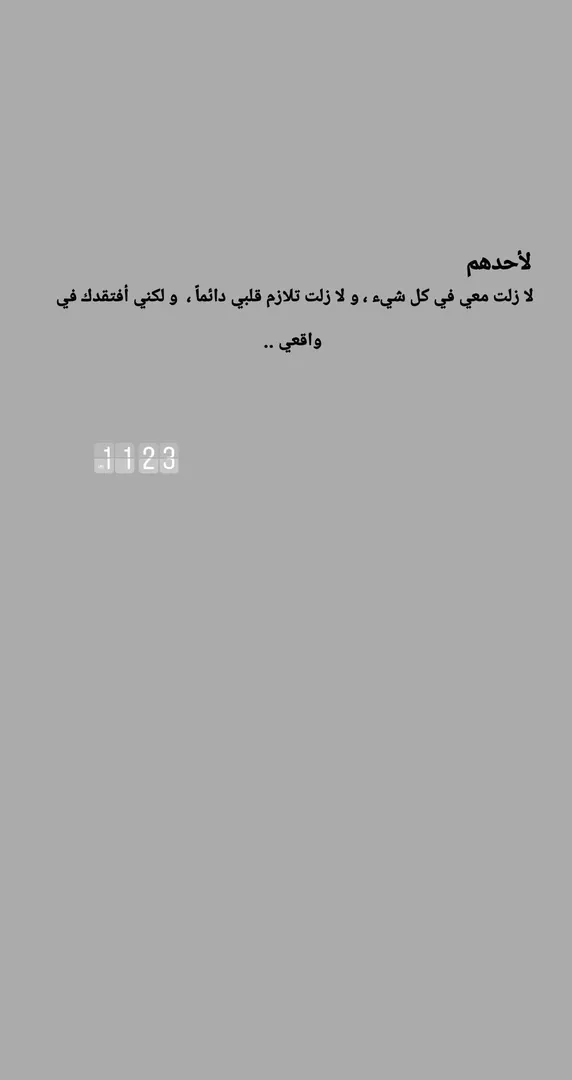 لأحدهم
لا زلت معي في كل شيء ، و لا زلت تلازم قلبي دائماً ، و لكني أفتقدك في
واقعي ..
11 23